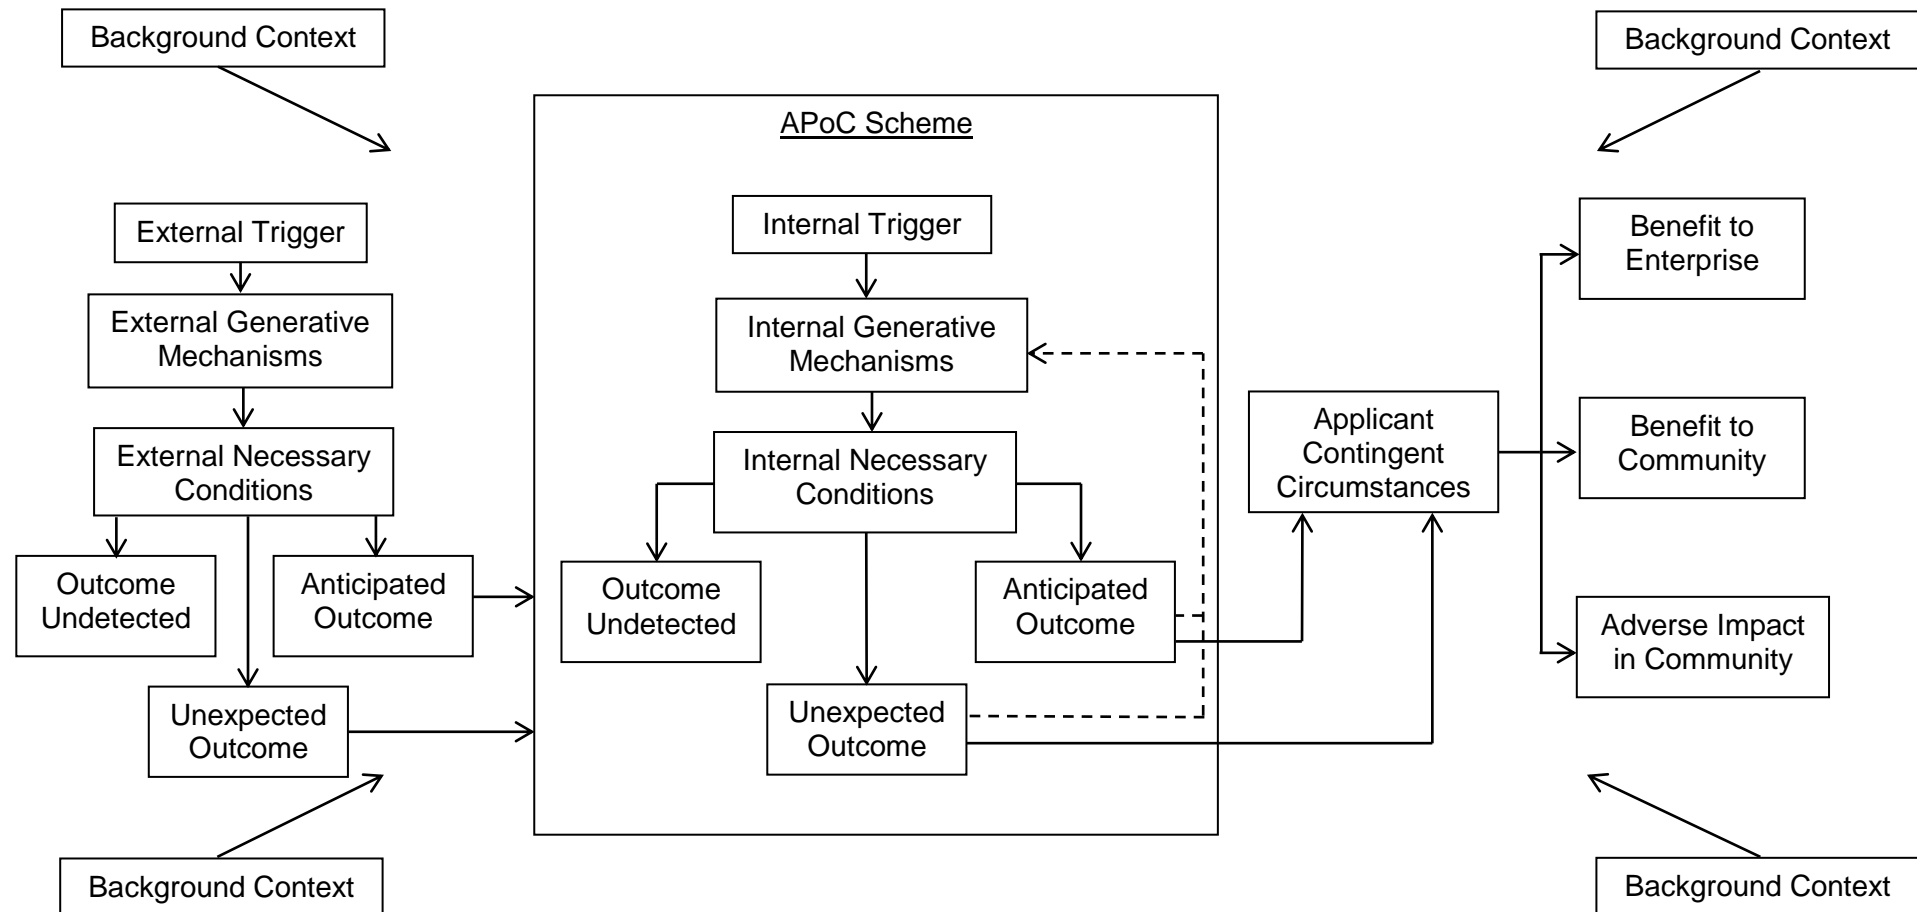 Background Context
Background Context
APoC Scheme
External Trigger
Internal Trigger
Benefit to
Enterprise
External Generative
Mechanisms
Internal Generative
Mechanisms
Applicant
Contingent
Circumstances
Benefit to
Community
External Necessary
Conditions
Internal Necessary
Conditions
Outcome
Undetected
Anticipated
Outcome
Outcome
Undetected
Anticipated
Outcome
Adverse Impact
in Community
Unexpected
Outcome
Unexpected
Outcome
Background Context
Background Context